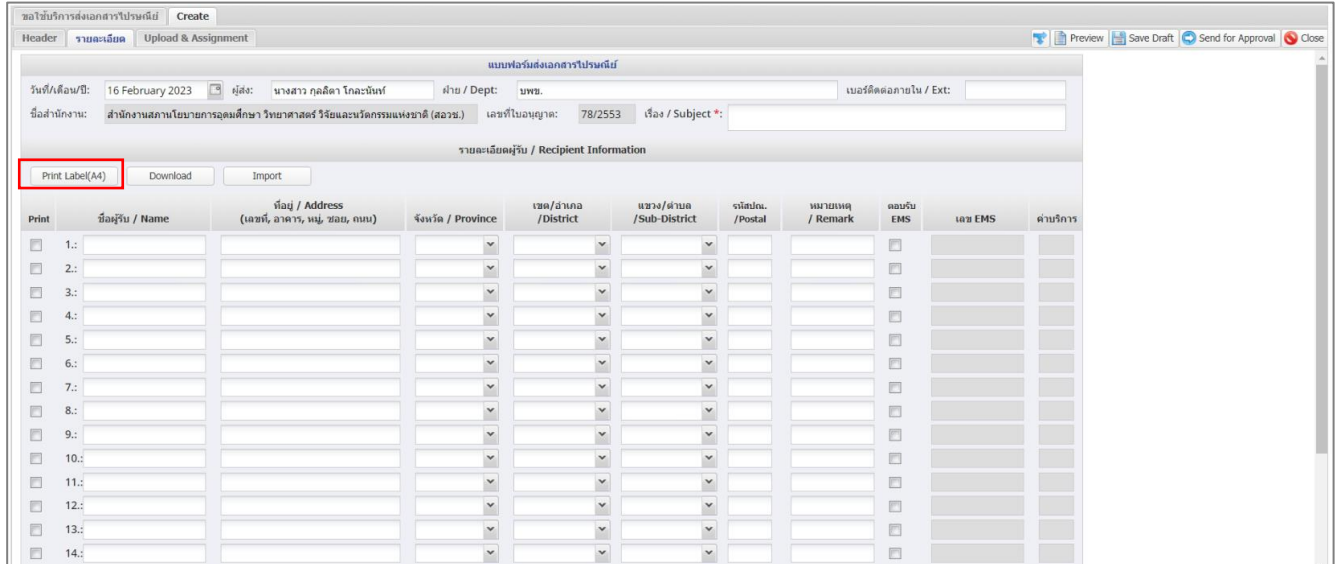 ขอใช้บริการส่งเอกสารไปรษณีย์ Create
Header รายละเอียด Upload & Assignment Preview Save Draft Send for Approval Close
แบบฟอร์มส่งเอกสารไปรษณีย์
วันที่/เดือน/ปี: 16 February 2023 ผู้ส่ง: นางสาว กุลลิตา โกละนันท์ ฝ่าย / Dept: บพข. เบอร์ติดต่อภายใน / Ext:
ชื่อสำนักงาน: สำนักงานสภานโยบายการอุดมศึกษา วิทยาศาสตร์ วิจัยและนวัตกรรมแห่งชาติ (สอวช.) เลขที่ใบอนุญาต: 78/2553 เรื่อง / Subject *:
รายละเอียดผู้รับ / Recipient Information
Print Label(A4) Download Import
Print ชื่อผู้รับ / Name ที่อยู่ / Address (เลขที่, อาคาร, หมู่, ซอย, ถนน) จังหวัด / Province เขต/อำเภอ /District แขวง/ตำบล /Sub-District รหัสปณ. /Postal หมายเหตุ / Remark ตอบรับ EMS เลข EMS ค่าบริการ
1.:
2.:
3.:
4.:
5.:
6.:
7.:
8.:
9.:
10.:
11.:
12.:
13.:
14.: